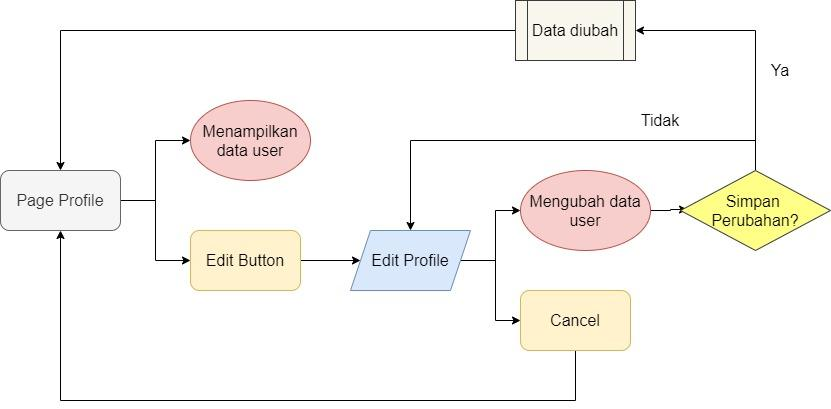 Data diubah
Ya
Tidak
Menampilkan
data user
Page Profile
Mengubah data
user
Simpan
Perubahan?
Edit Button
Edit Profile
Cancel